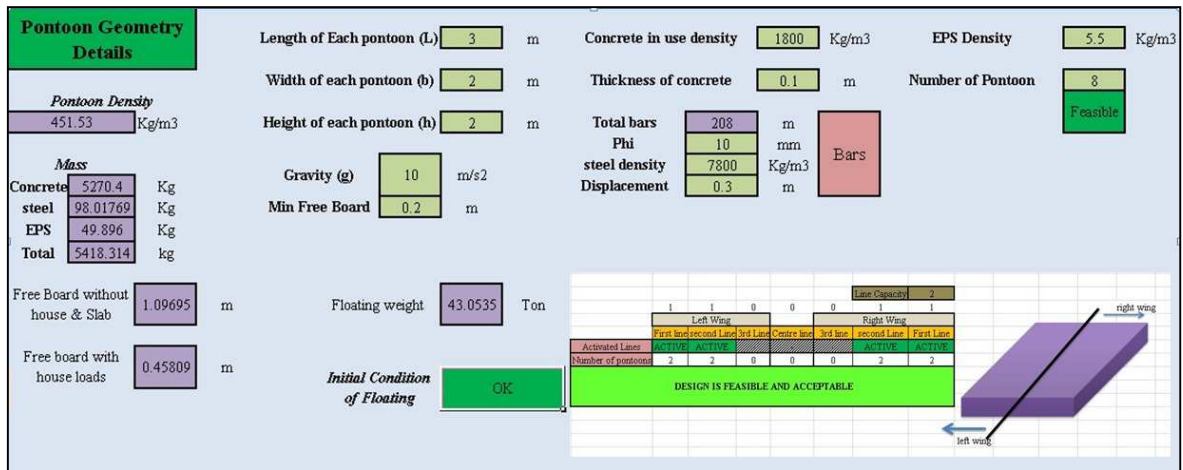 Pontoon Geometry
Details
Length of Each pontoon (L) 3 m
Concrete in use density 1800 Kg/m3
EPS Density 5.5 Kg/m3
Width of each pontoon (b) 2 m
Thickness of concrete 0.1 m
Number of Pontoon 8
Feasible
Pontoon Density
451.53 Kg/m3
Height of each pontoon (h) 2 m
Total bars 208 m
Phi 10 mm
steel density 7800 Kg/m3
Displacement 0.3 m
Bars
Mass
Concrete 5270.4 Kg
steel 98.01769 Kg
EPS 49.896 Kg
Total 5418.314 kg
Gravity (g) 10 m/s2
Min Free Board 0.2 m
Free Board without
house & Slab
1.09695 m
Floating weight 43.0535 Ton
Free board with
house loads
0.45809 m
Initial Condition
of Floating
OK
Line Capacity 2
1 1 0 0 0 1 1
Left Wing Right Wing
First line second Line 3rd Line Centre line 3rd line second Line First Line
Activated Lines ACTIVE ACTIVE ACTIVE ACTIVE
Number of pontoons 2 2 0 0 0 2 2
DESIGN IS FEASIBLE AND ACCEPTABLE
right wing
left wing